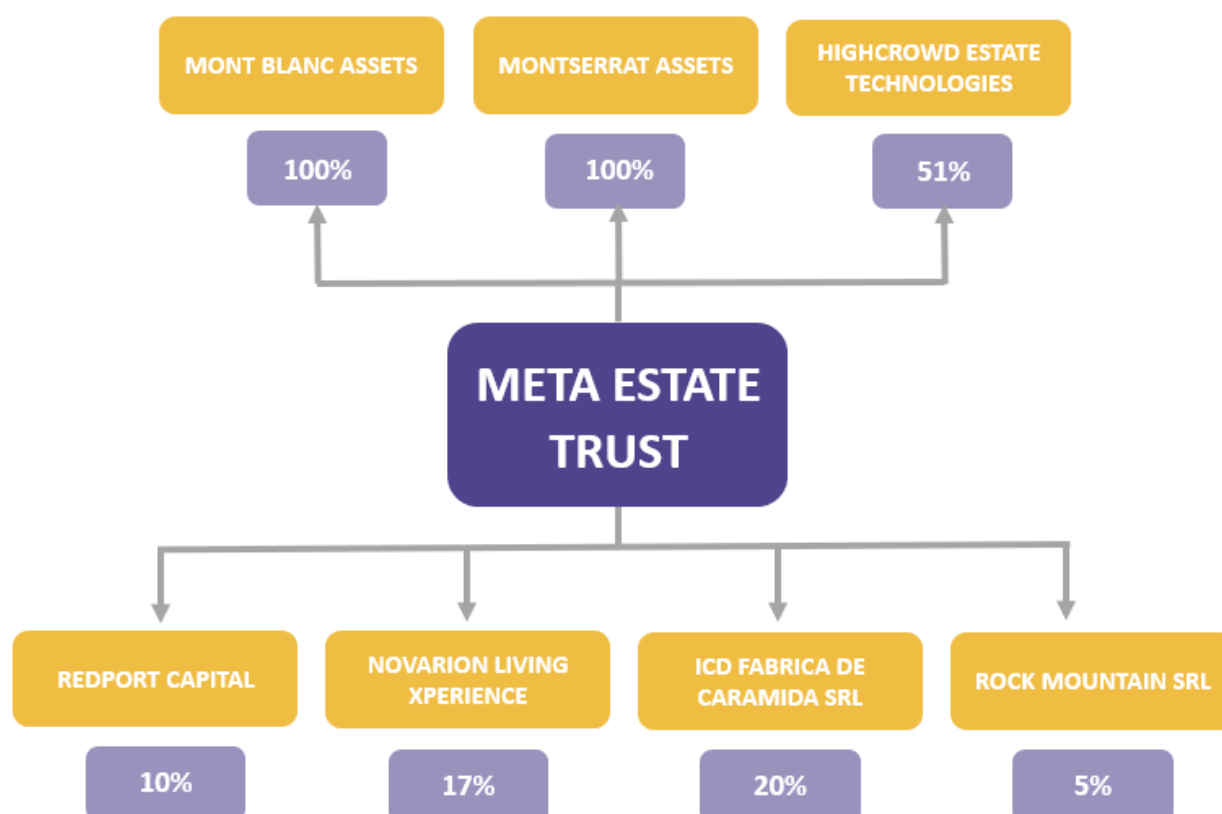 MONT BLANC ASSETS
MONTSERRAT ASSETS
HIGHCROWD ESTATE
TECHNOLOGIES
100%
100%
51%
META ESTATE
TRUST
REDPORT CAPITAL
NOVARION LIVING
XPERIENCE
ICD FABRICA DE
CARAMIDA SRL
ROCK MOUNTAIN SRL
10%
17%
20%
5%